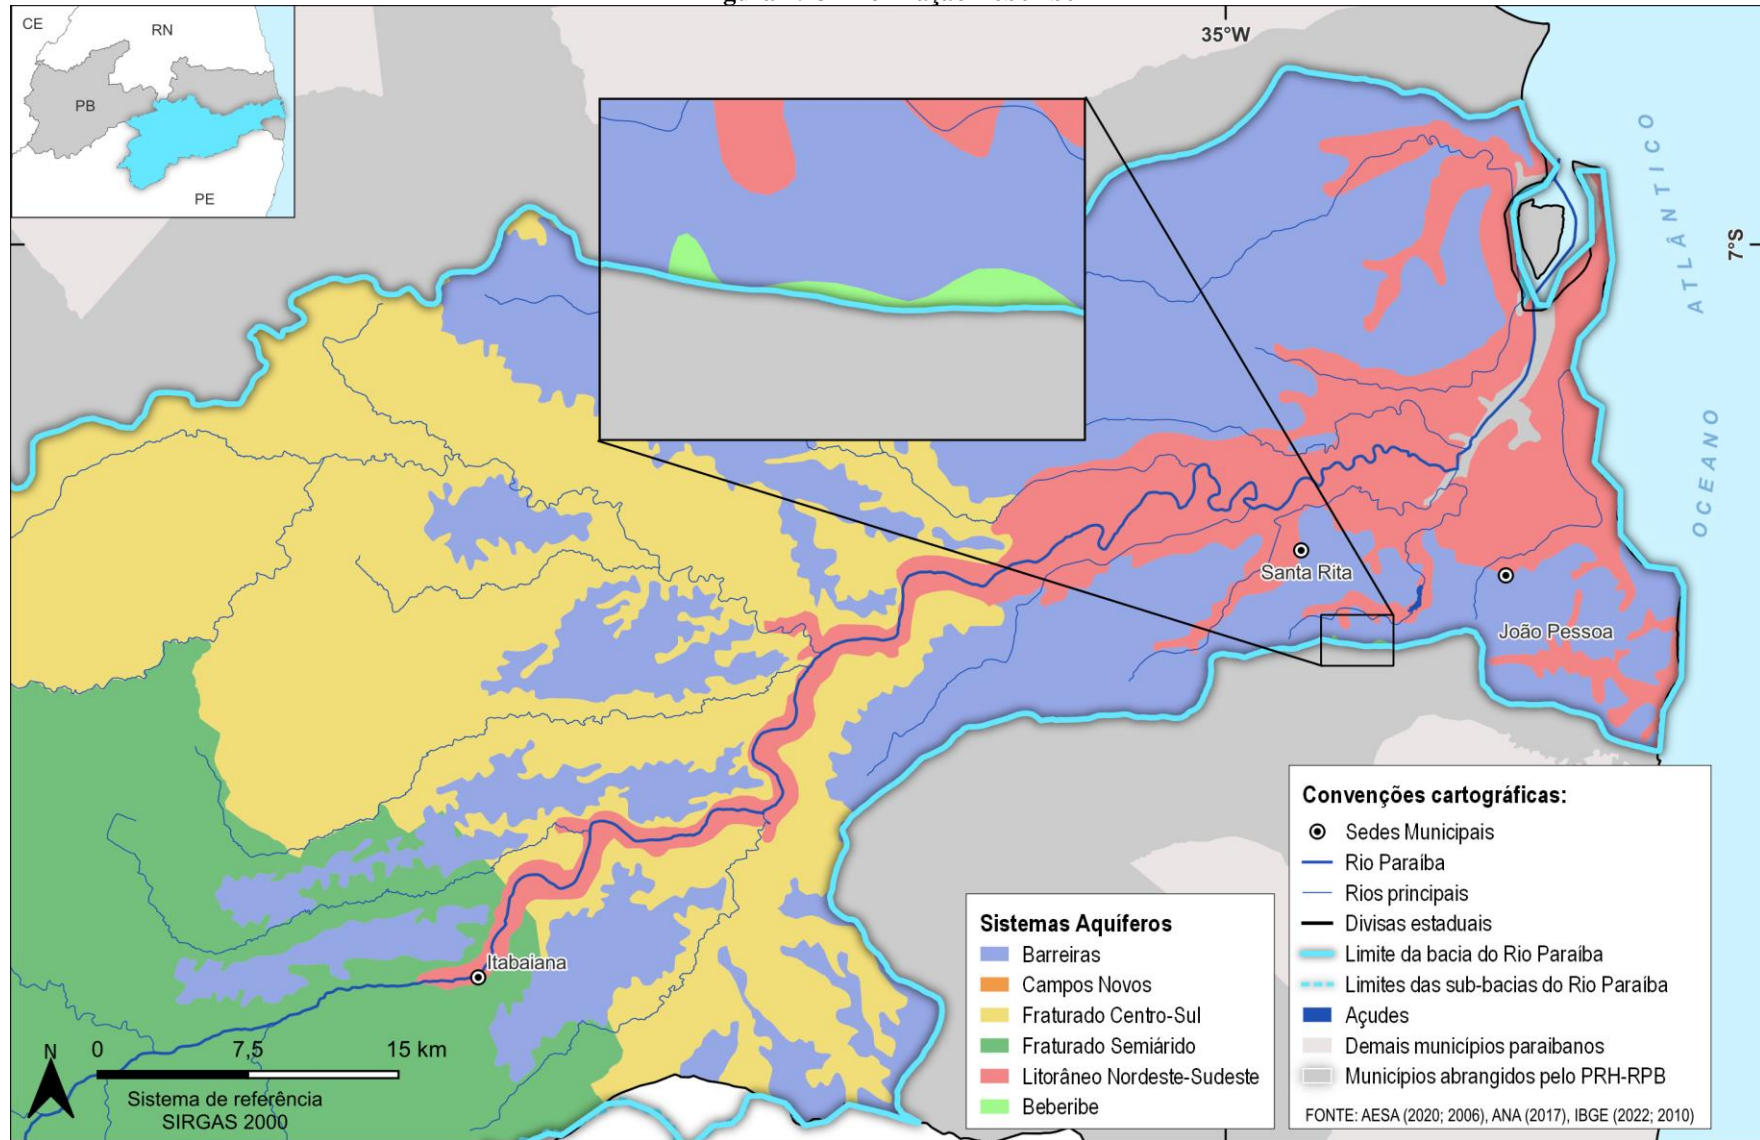 CE
RN
PB
PE
35°W
7°S
OCEANO ATLÂNTICO
Santa Rita
João Pessoa
Itabaiana
N
0 7,5 15 km
Sistema de referência
SIRGAS 2000
Sistemas Aquíferos
Barreiras
Campos Novos
Fraturado Centro-Sul
Fraturado Semiárido
Litorâneo Nordeste-Sudeste
Beberibe
Convenções cartográficas:
Sedes Municipais
Rio Paraíba
Rios principais
Divisas estaduais
Limite da bacia do Rio Paraíba
Limites das sub-bacias do Rio Paraíba
Açudes
Demais municípios paraibanos
Municípios abrangidos pelo PRH-RPB
FONTE: AESA (2020; 2006), ANA (2017), IBGE (2022; 2010)